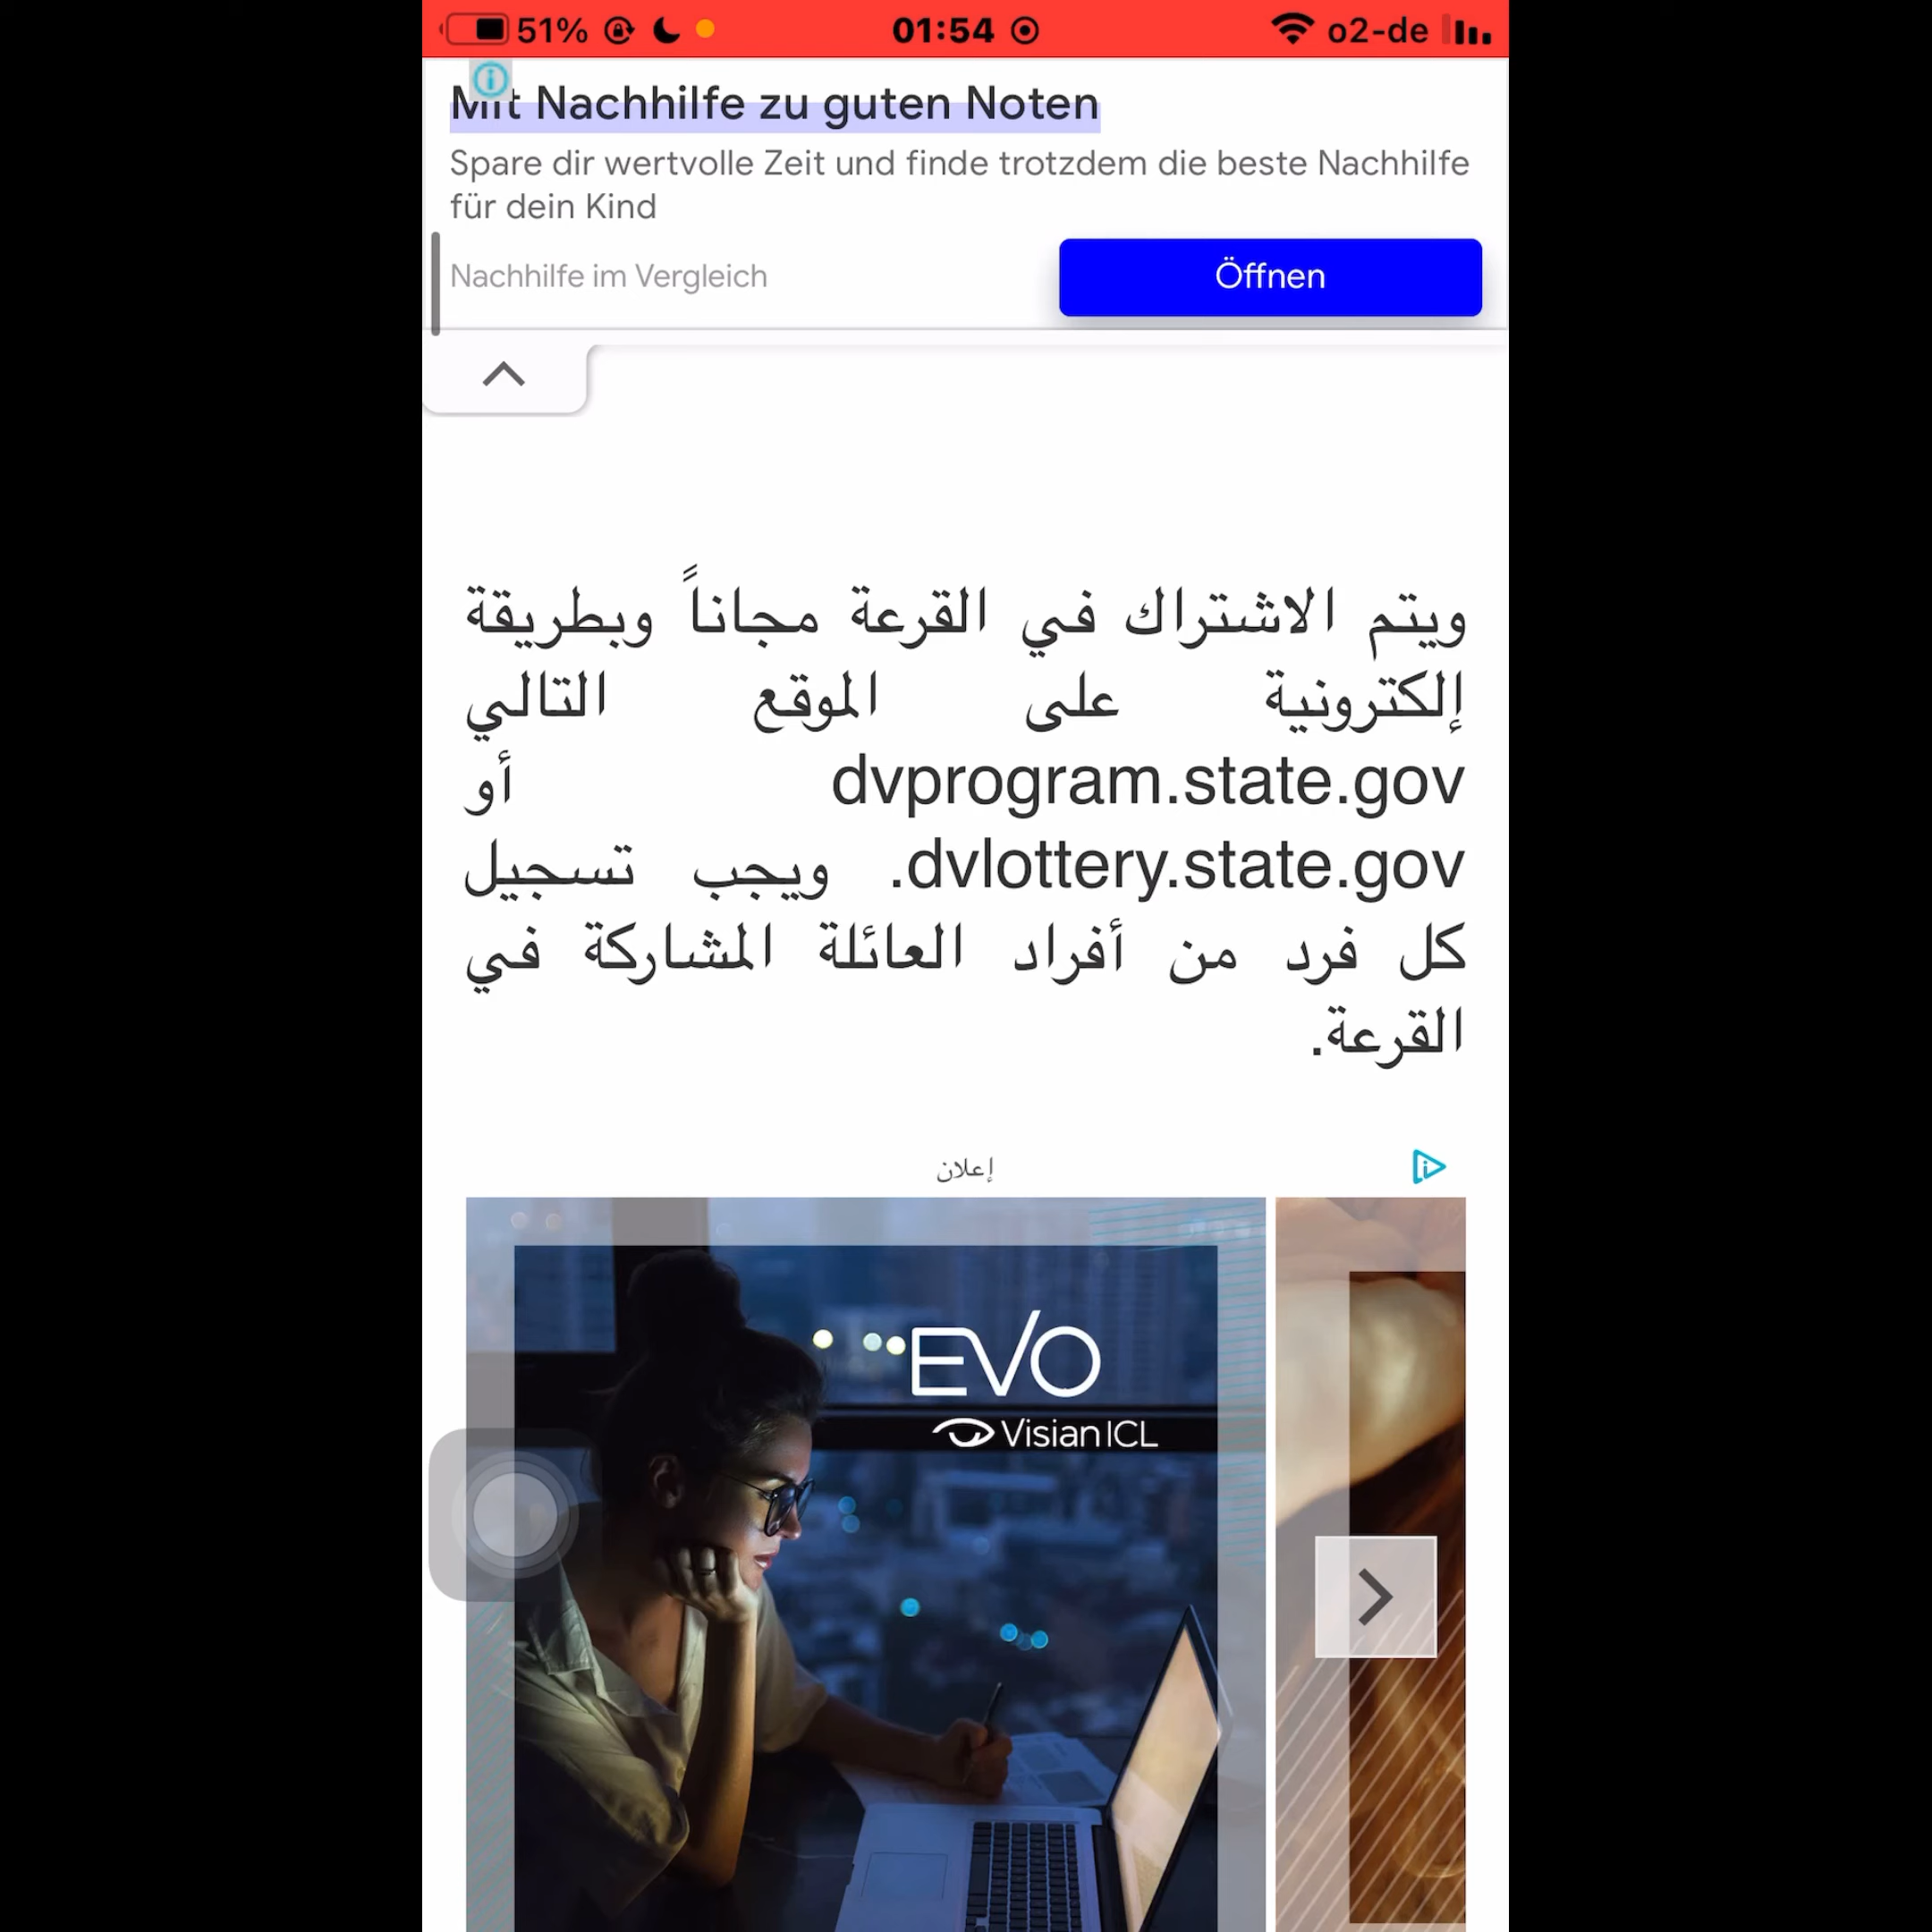 51%
01:54
o2-de
Mit Nachhilfe zu guten Noten
Spare dir wertvolle Zeit und finde trotzdem die beste Nachhilfe
für dein Kind
Nachhilfe im Vergleich
Öffnen
ويتم الاشتراك في القرعة مجاناً وبطريقة
إلكترونية على الموقع التالي
dvprogram.state.gov أو
dvlottery.state.gov. ويجب تسجيل
كل فرد من أفراد العائلة المشاركة في
القرعة.
إعلان
EVO
Visian ICL